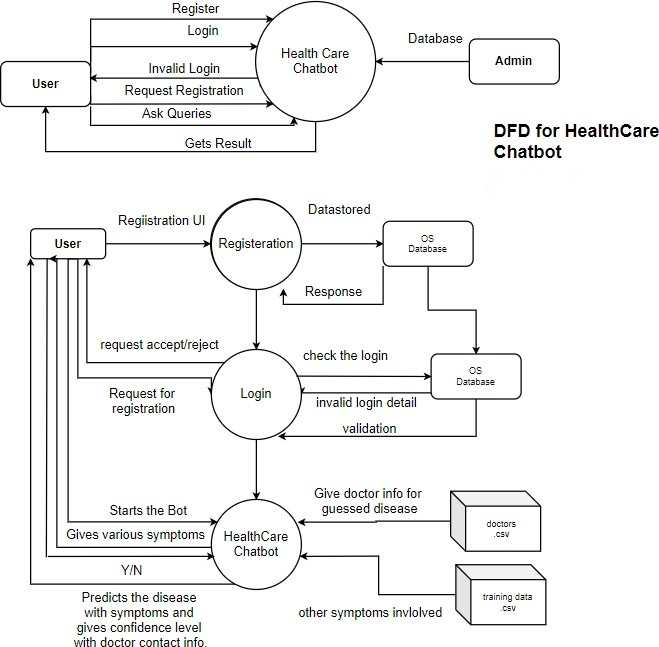 Register
Login
Health Care
Chatbot
Database
Admin
User
Invalid Login
Request Registration
Ask Queries
Gets Result
DFD for HealthCare
Chatbot
Regiistration UI
Datastored
User
Registeration
OS
Database
Response
request accept/reject
check the login
OS
Database
Login
Request for
registration
invalid login detail
validation
Give doctor info for
guessed disease
Starts the Bot
doctors
.csv
Gives various symptoms
HealthCare
Chatbot
Y/N
Predicts the disease
with symptoms and
gives confidence level
with doctor contact info.
other symptoms invloIved
training data
.csv